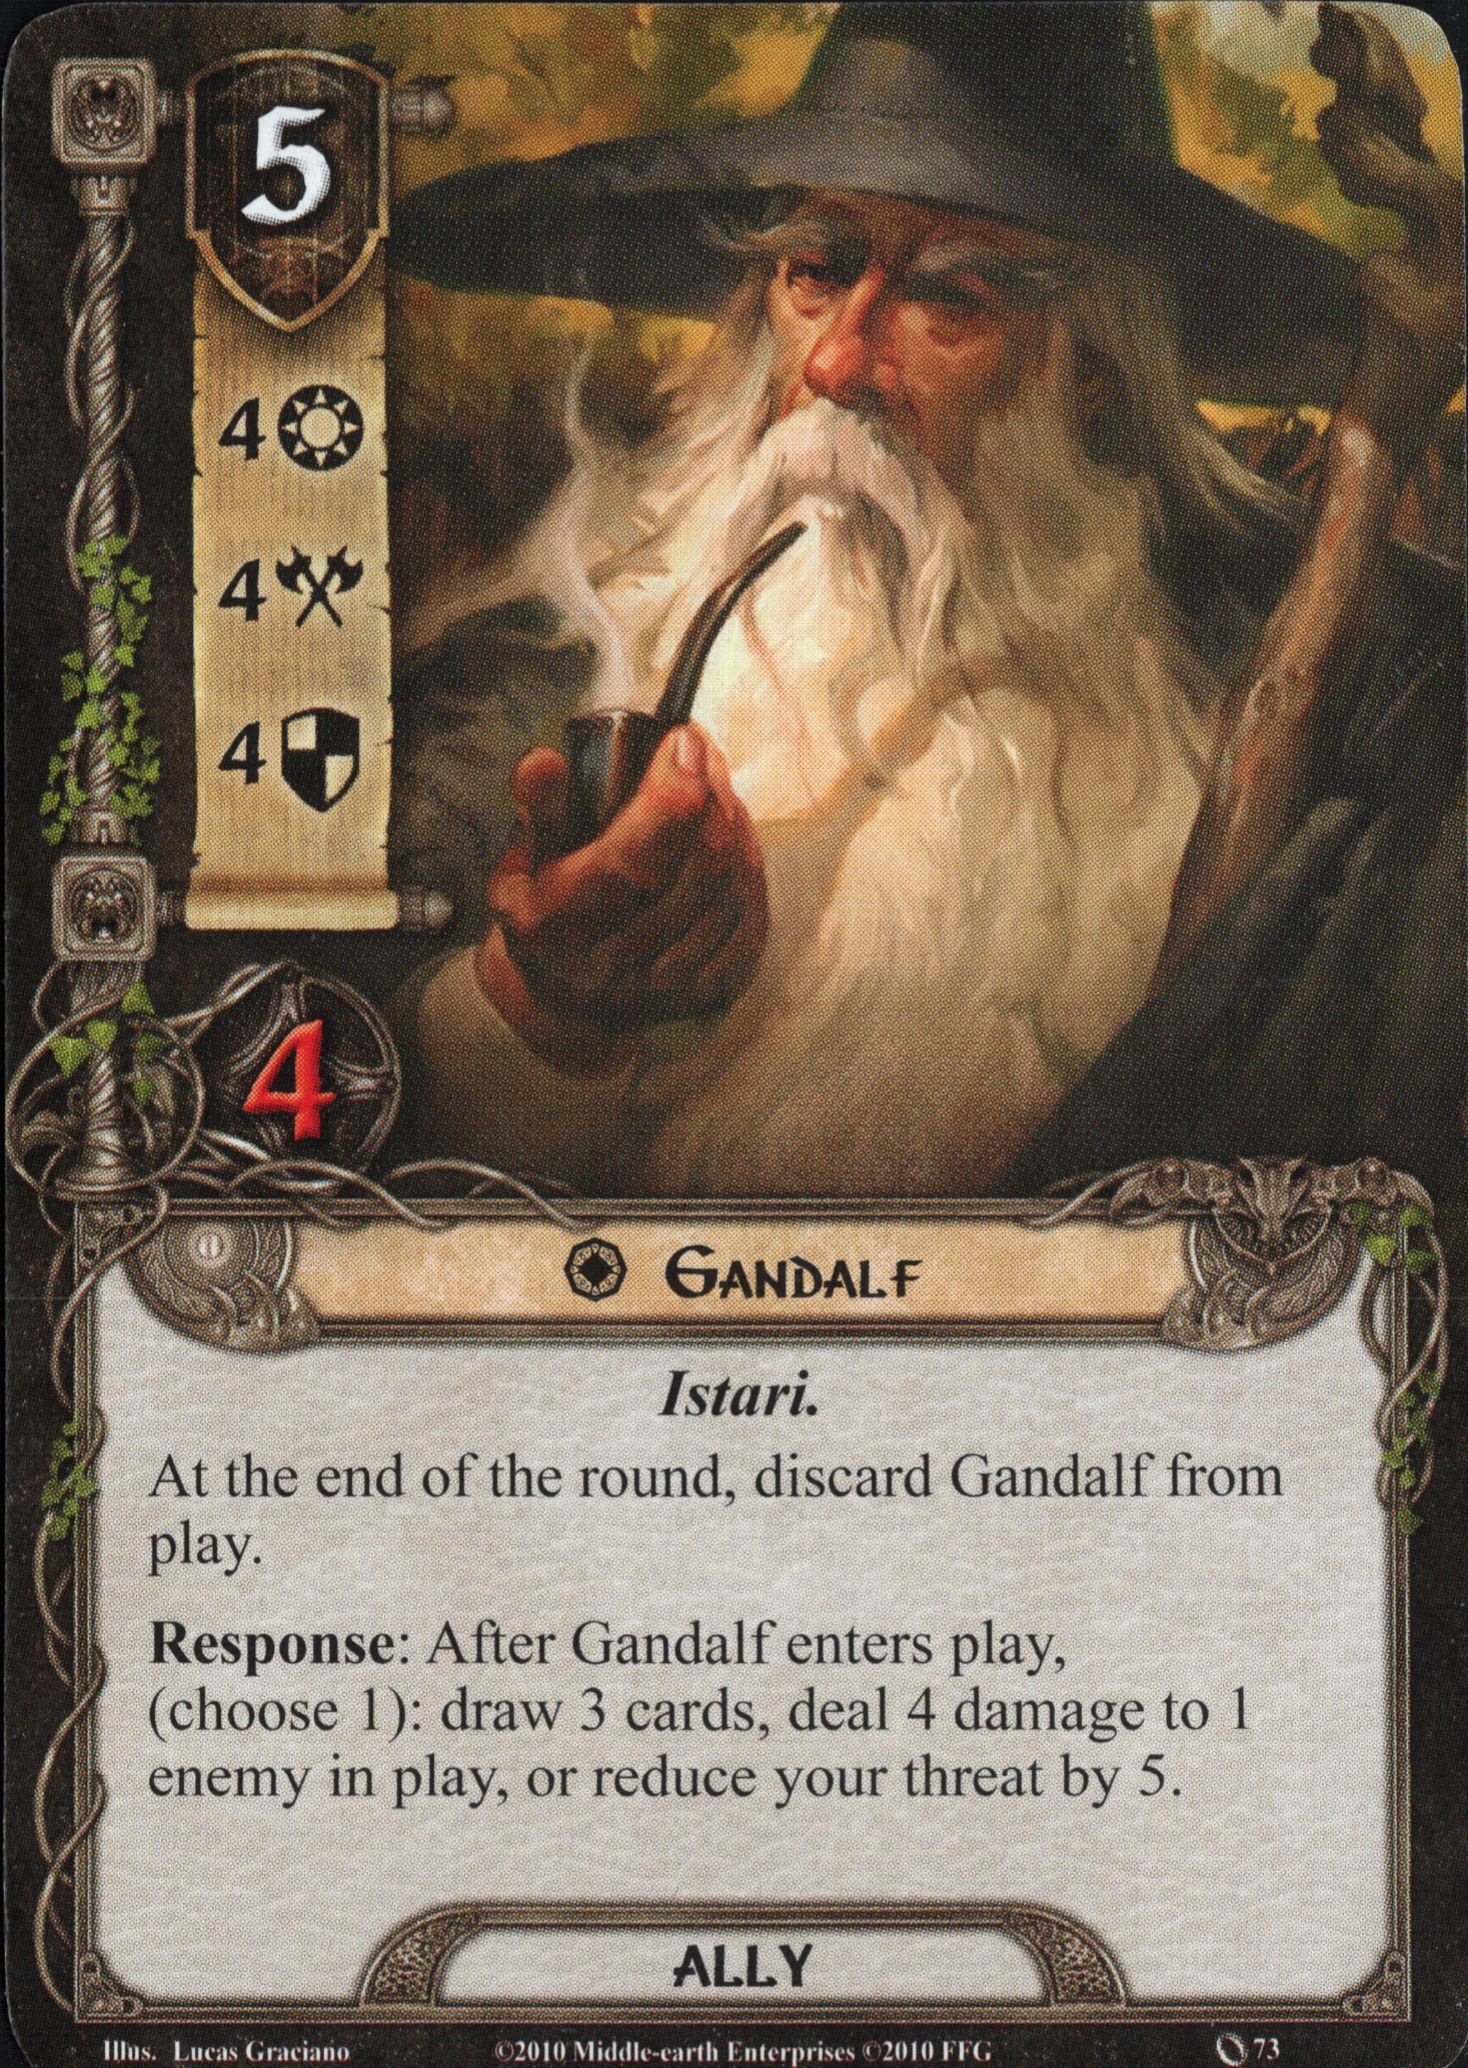 5
4
4
4
4
GANDALF
Istari.
At the end of the round, discard Gandalf from
play.
Response: After Gandalf enters play,
(choose 1): draw 3 cards, deal 4 damage to 1
enemy in play, or reduce your threat by 5.
ALLY
Illus. Lucas Graciano ©2010 Middle-earth Enterprises ©2010 FFG 73